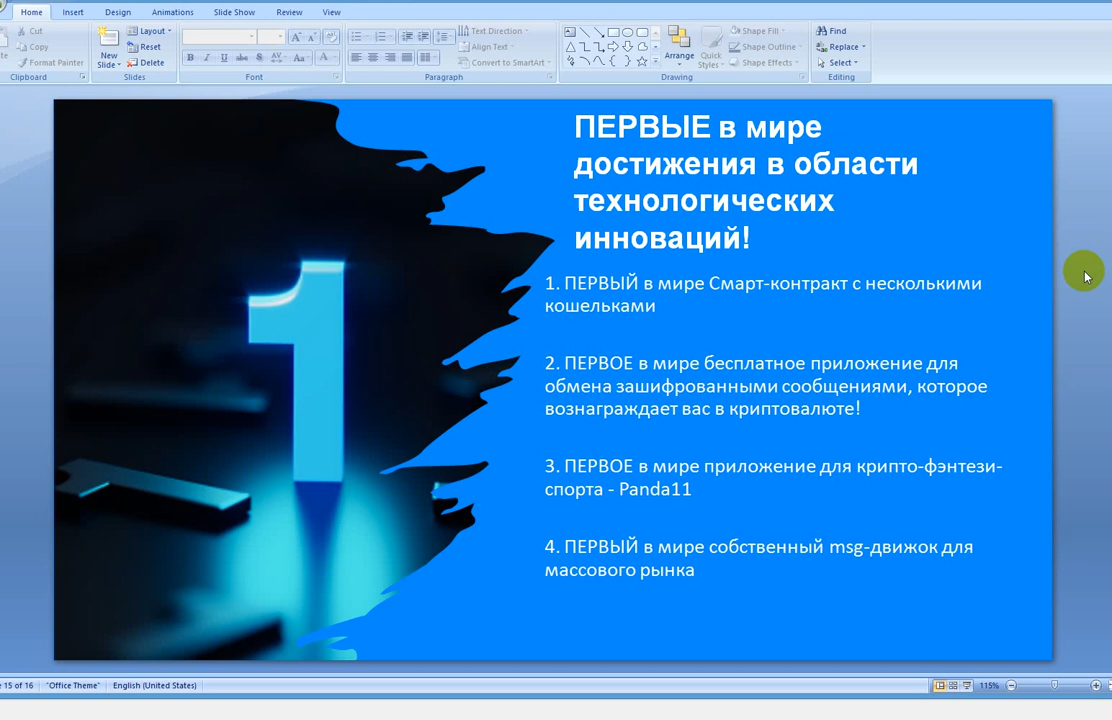 Home Insert Design Animations Slide Show Review View
Cut
Copy
Format Painter
Clipboard
New Slide
Layout
Reset
Delete
Slides
Font
Text Direction
Align Text
Convert to SmartArt
Paragraph
Arrange
Quick Styles
Shape Fill
Shape Outline
Shape Effects
Drawing
Find
Replace
Select
Editing
ПЕРВЫЕ в мире
достижения в области
технологических
инноваций!
1. ПЕРВЫЙ в мире Смарт-контракт с несколькими
кошельками
2. ПЕРВОЕ в мире бесплатное приложение для
обмена зашифрованными сообщениями, которое
вознаграждает вас в криптовалюте!
3. ПЕРВОЕ в мире приложение для крипто-фэнтези-
спорта - Panda11
4. ПЕРВЫЙ в мире собственный msg-движок для
массового рынка
15 of 16 "Office Theme" English (United States) 115%